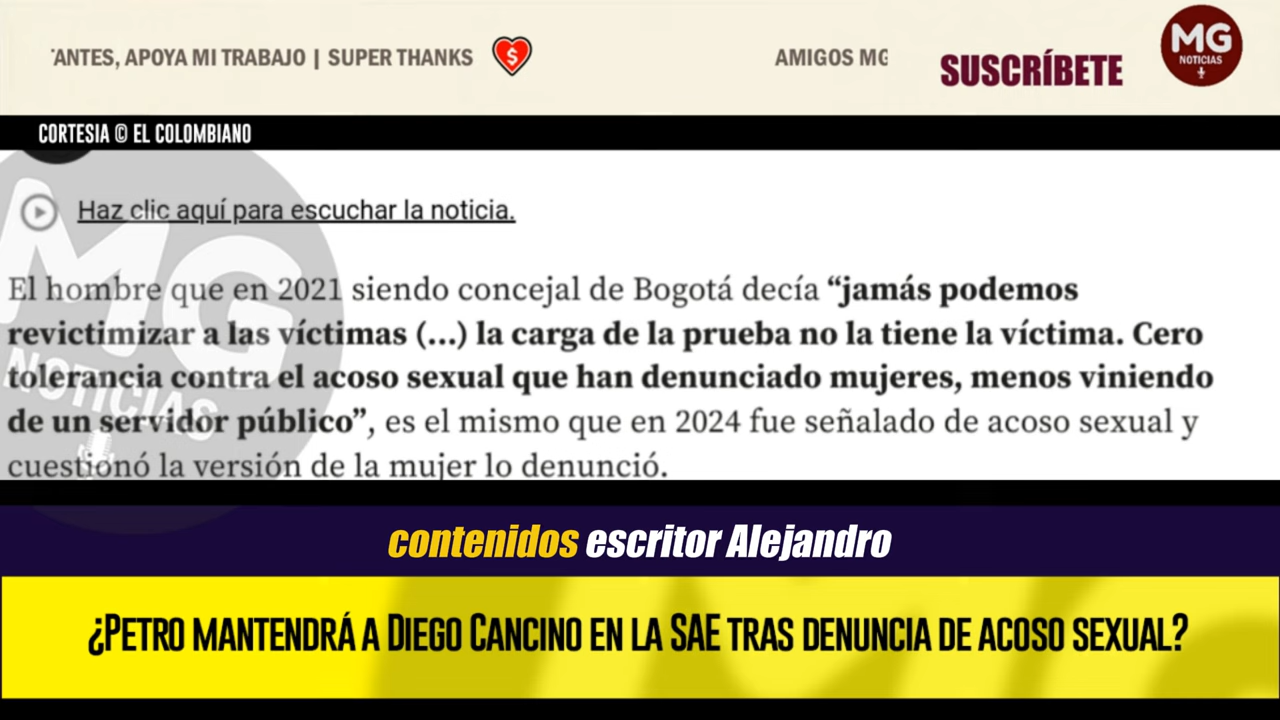 'ANTES, APOYA MI TRABAJO | SUPER THANKS
AMIGOS MG
SUSCRÍBETE
MG
NOTICIAS
CORTESIA © EL COLOMBIANO
Haz clic aquí para escuchar la noticia.
El hombre que en 2021 siendo concejal de Bogotá decía “jamás podemos
revictimizar a las víctimas (...) la carga de la prueba no la tiene la víctima. Cero
tolerancia contra el acoso sexual que han denunciado mujeres, menos viniendo
de un servidor público”, es el mismo que en 2024 fue señalado de acoso sexual y
cuestionó la versión de la mujer lo denunció.
MG
NOTICIAS
contenidos escritor Alejandro
¿PETRO MANTENDRÁ A DIEGO CANCINO EN LA SAE TRAS DENUNCIA DE ACOSO SEXUAL?